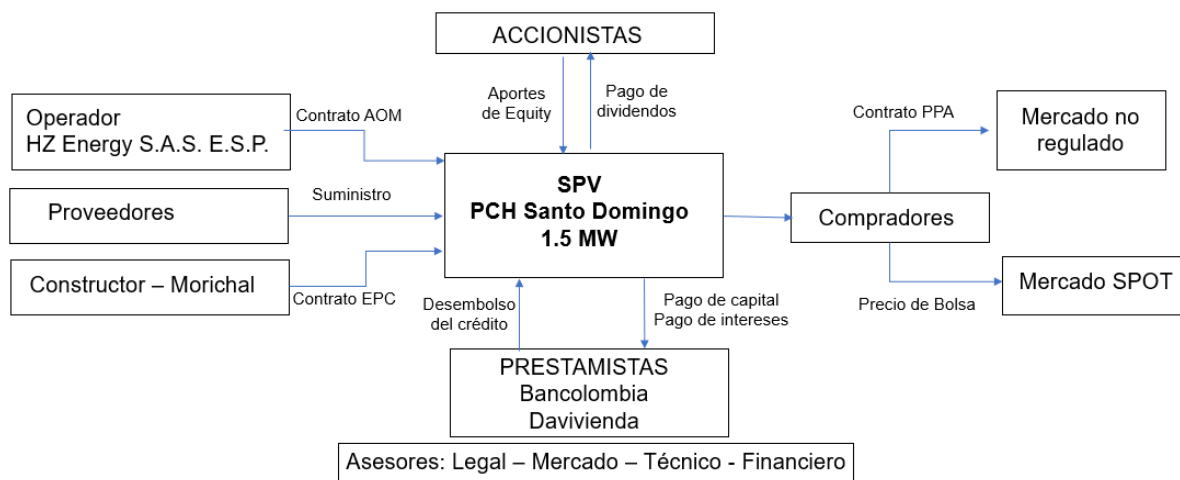 ACCIONISTAS
Aportes
de Equity
Pago de
dividendos
Operador
HZ Energy S.A.S. E.S.P.
Contrato AOM
Proveedores
Suministro
Constructor – Morichal
Contrato EPC
SPV
PCH Santo Domingo
1.5 MW
Compradores
Contrato PPA
Mercado no
regulado
Mercado SPOT
Precio de Bolsa
Desembolso
del crédito
Pago de capital
Pago de intereses
PRESTAMISTAS
Bancolombia
Davivienda
Asesores: Legal – Mercado – Técnico - Financiero